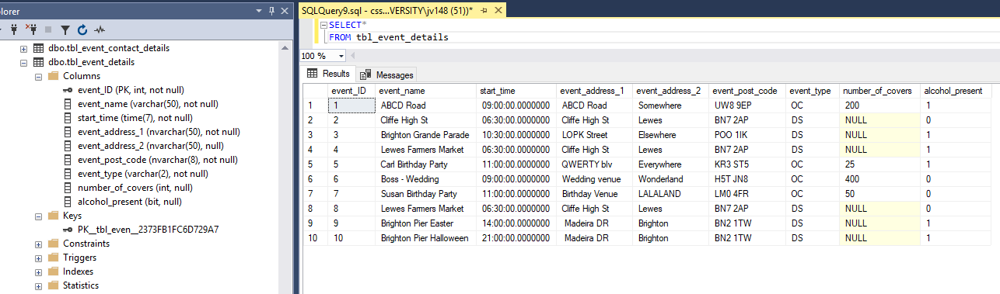 plorer
dbo.tbl_event_contact_details
dbo.tbl_event_details
Columns
event_ID (PK, int, not null)
event_name (varchar(50), not null)
start_time (time(7), not null)
event_address_1 (nvarchar(50), not null)
event_address_2 (nvarchar(50), null)
event_post_code (nvarchar(8), not null)
event_type (varchar(2), not null)
number_of_covers (int, null)
alcohol_present (bit, null)
Keys
PK__tbl_even__2373FB1FC6D729A7
Constraints
Triggers
Indexes
Statistics
SQLQuery9.sql - css...VERSITY\jv148 (51))*
SELECT*
FROM tbl_event_details
100 %
Results Messages
event_ID event_name start_time event_address_1 event_address_2 event_post_code event_type number_of_covers alcohol_present
1 1 ABCD Road 09:00:00.0000000 ABCD Road Somewhere UW8 9EP OC 200 1
2 2 Cliffe High St 06:30:00.0000000 Cliffe High St Lewes BN7 2AP DS NULL 0
3 3 Brighton Grande Parade 10:30:00.0000000 LOPK Street Elsewhere POO 1IK DS NULL 1
4 4 Lewes Farmers Market 06:30:00.0000000 Cliffe High St Lewes BN7 2AP DS NULL 1
5 5 Carl Birthday Party 11:00:00.0000000 QWERTY blv Everywhere KR3 ST5 OC 25 1
6 6 Boss - Wedding 09:00:00.0000000 Wedding venue Wonderland H5T JN8 OC 400 0
7 7 Susan Birthday Party 11:00:00.0000000 Birthday Venue LALALAND LM0 4FR OC 50 0
8 8 Lewes Farmers Market 06:30:00.0000000 Cliffe High St Lewes BN7 2AP DS NULL 0
9 9 Brighton Pier Easter 14:00:00.0000000 Madeira DR Brighton BN2 1TW DS NULL 1
10 10 Brighton Pier Halloween 21:00:00.0000000 Madeira DR Brighton BN2 1TW DS NULL 1